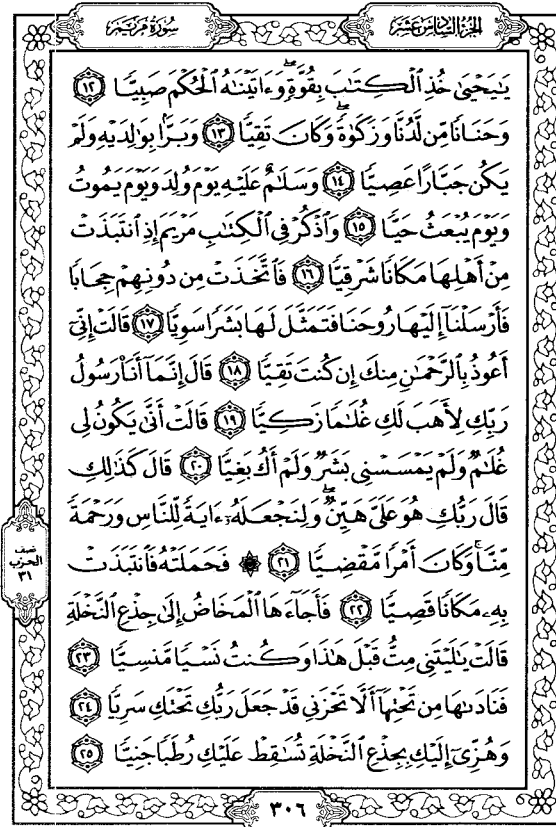 الجزء السادس عشر
سورة مريم
يَٰيَحْيَىٰ خُذِ ٱلْكِتَٰبَ بِقُوَّةٍۖ وَءَاتَيْنَٰهُ ٱلْحُكْمَ صَبِيًّا ١٢
وَحَنَانًا مِّن لَّدُنَّا وَزَكَوٰةًۖ وَكَانَ تَقِيًّا ١٣ وَبَرًّۢا بِوَٰلِدَيْهِ وَلَمْ
يَكُن جَبَّارًا عَصِيًّا ١٤ وَسَلَٰمٌ عَلَيْهِ يَوْمَ وُلِدَ وَيَوْمَ يَمُوتُ
وَيَوْمَ يُبْعَثُ حَيًّا ١٥ وَٱذْكُرْ فِى ٱلْكِتَٰبِ مَرْيَمَ إِذِ ٱنتَبَذَتْ
مِنْ أَهْلِهَا مَكَانًا شَرْقِيًّا ١٦ فَٱتَّخَذَتْ مِن دُونِهِمْ حِجَابًا
فَأَرْسَلْنَآ إِلَيْهَا رُوحَنَا فَتَمَثَّلَ لَهَا بَشَرًا سَوِيًّا ١٧ قَالَتْ إِنِّىٓ
أَعُوذُ بِٱلرَّحْمَٰنِ مِنكَ إِن كُنتَ تَقِيًّا ١٨ قَالَ إِنَّمَآ أَنَا۠ رَسُولُ
رَبِّكِ لِأَهَبَ لَكِ غُلَٰمًا زَكِيًّا ١٩ قَالَتْ أَنَّىٰ يَكُونُ لِى
غُلَٰمٌ وَلَمْ يَمْسَسْنِى بَشَرٌ وَلَمْ أَكُ بَغِيًّا ٢٠ قَالَ كَذَٰلِكِ
قَالَ رَبُّكِ هُوَ عَلَىَّ هَيِّنٌۖ وَلِنَجْعَلَهُۥٓ ءَايَةً لِّلنَّاسِ وَرَحْمَةً
مِّنَّاۚ وَكَانَ أَمْرًا مَّقْضِيًّا ٢١ ۞ فَحَمَلَتْهُ فَٱنتَبَذَتْ
بِهِۦ مَكَانًا قَصِيًّا ٢٢ فَأَجَآءَهَا ٱلْمَخَاضُ إِلَىٰ جِذْعِ ٱلنَّخْلَةِ
قَالَتْ يَٰلَيْتَنِى مِتُّ قَبْلَ هَٰذَا وَكُنتُ نَسْيًا مَّنسِيًّا ٢٣
فَنَادَىٰهَا مِن تَحْتِهَآ أَلَّا تَحْزَنِى قَدْ جَعَلَ رَبُّكِ تَحْتَكِ سَرِيًّا ٢٤
وَهُزِّىٓ إِلَيْكِ بِجِذْعِ ٱلنَّخْلَةِ تُسَٰقِطْ عَلَيْكِ رُطَبًا جَنِيًّا ٢٥
نصف
الحزب
٣١
٣٠٦